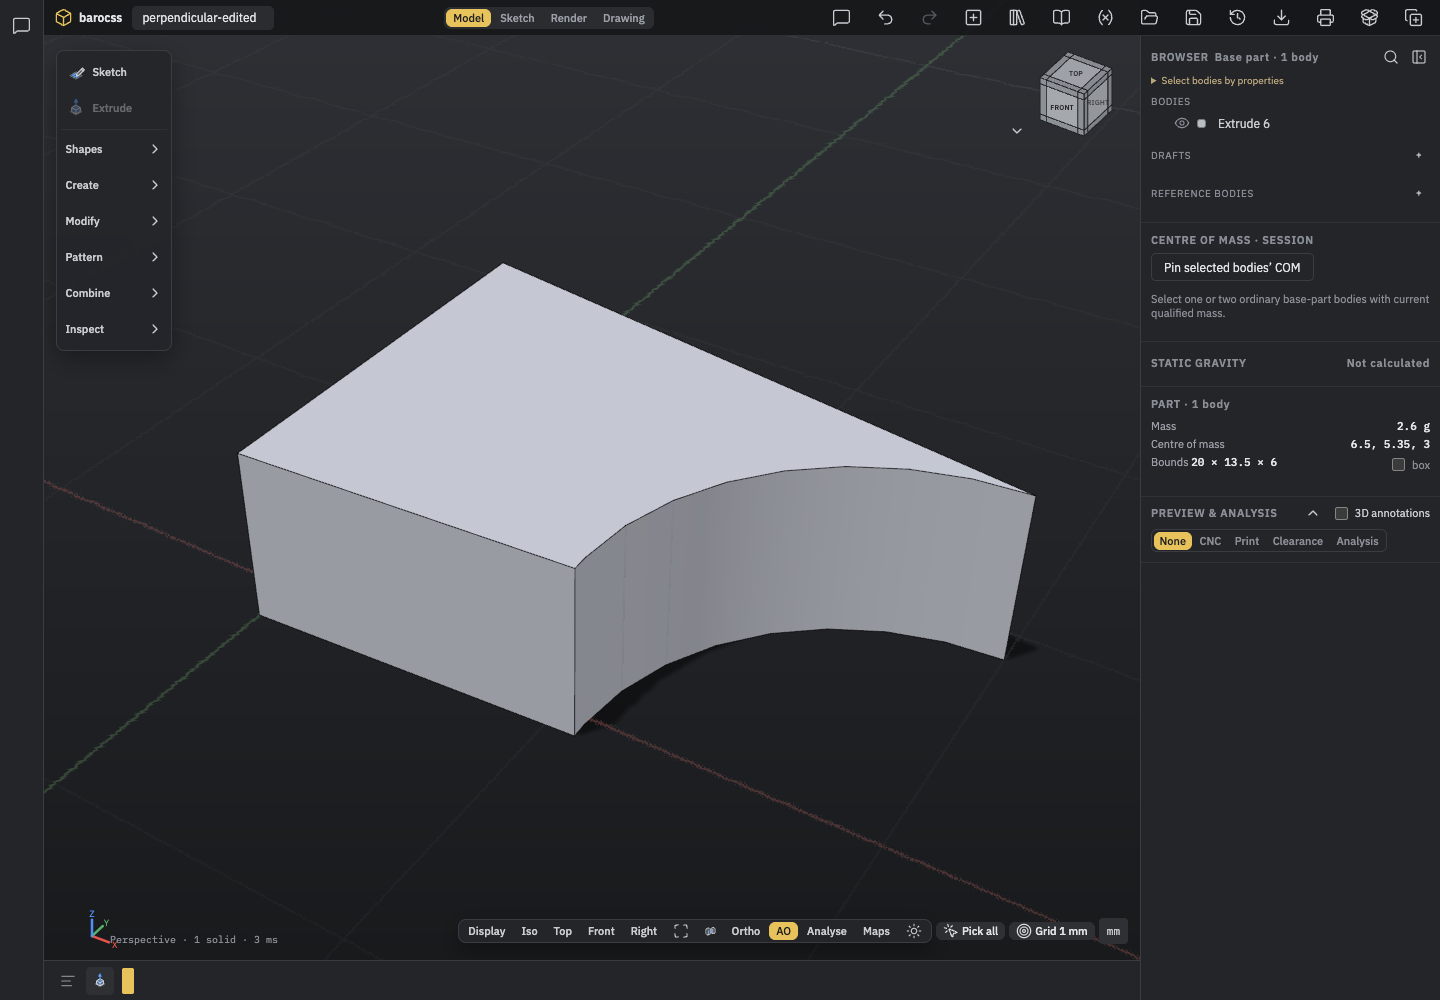 barocss
perpendicular-edited
Model
Sketch
Render
Drawing
Sketch
Extrude
Shapes
Create
Modify
Pattern
Combine
Inspect
TOP
FRONT
RIGHT
BROWSER Base part · 1 body
Select bodies by properties
BODIES
Extrude 6
DRAFTS
REFERENCE BODIES
CENTRE OF MASS · SESSION
Pin selected bodies’ COM
Select one or two ordinary base-part bodies with current
qualified mass.
STATIC GRAVITY Not calculated
PART · 1 body
Mass 2.6 g
Centre of mass 6.5, 5.35, 3
Bounds 20 × 13.5 × 6 box
PREVIEW & ANALYSIS 3D annotations
None CNC Print Clearance Analysis
Z
Y
X
Perspective · 1 solid · 3 ms
Display Iso Top Front Right Ortho AO Analyse Maps Pick all Grid 1 mm mm